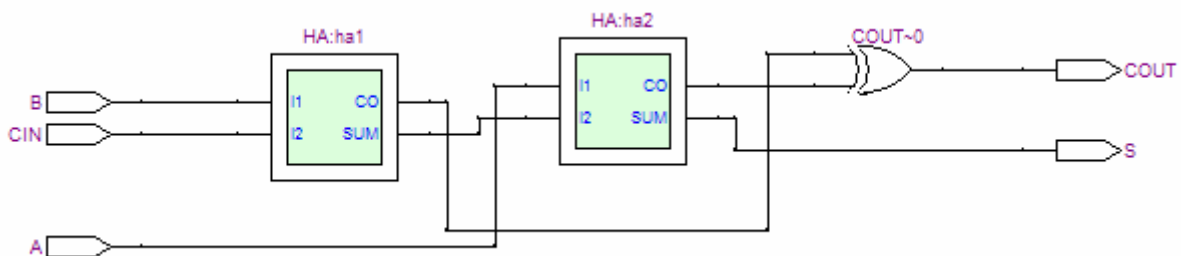 HA:ha1
HA:ha2
COUT~0
B
CIN
A
I1 CO
I2 SUM
I1 CO
I2 SUM
COUT
S